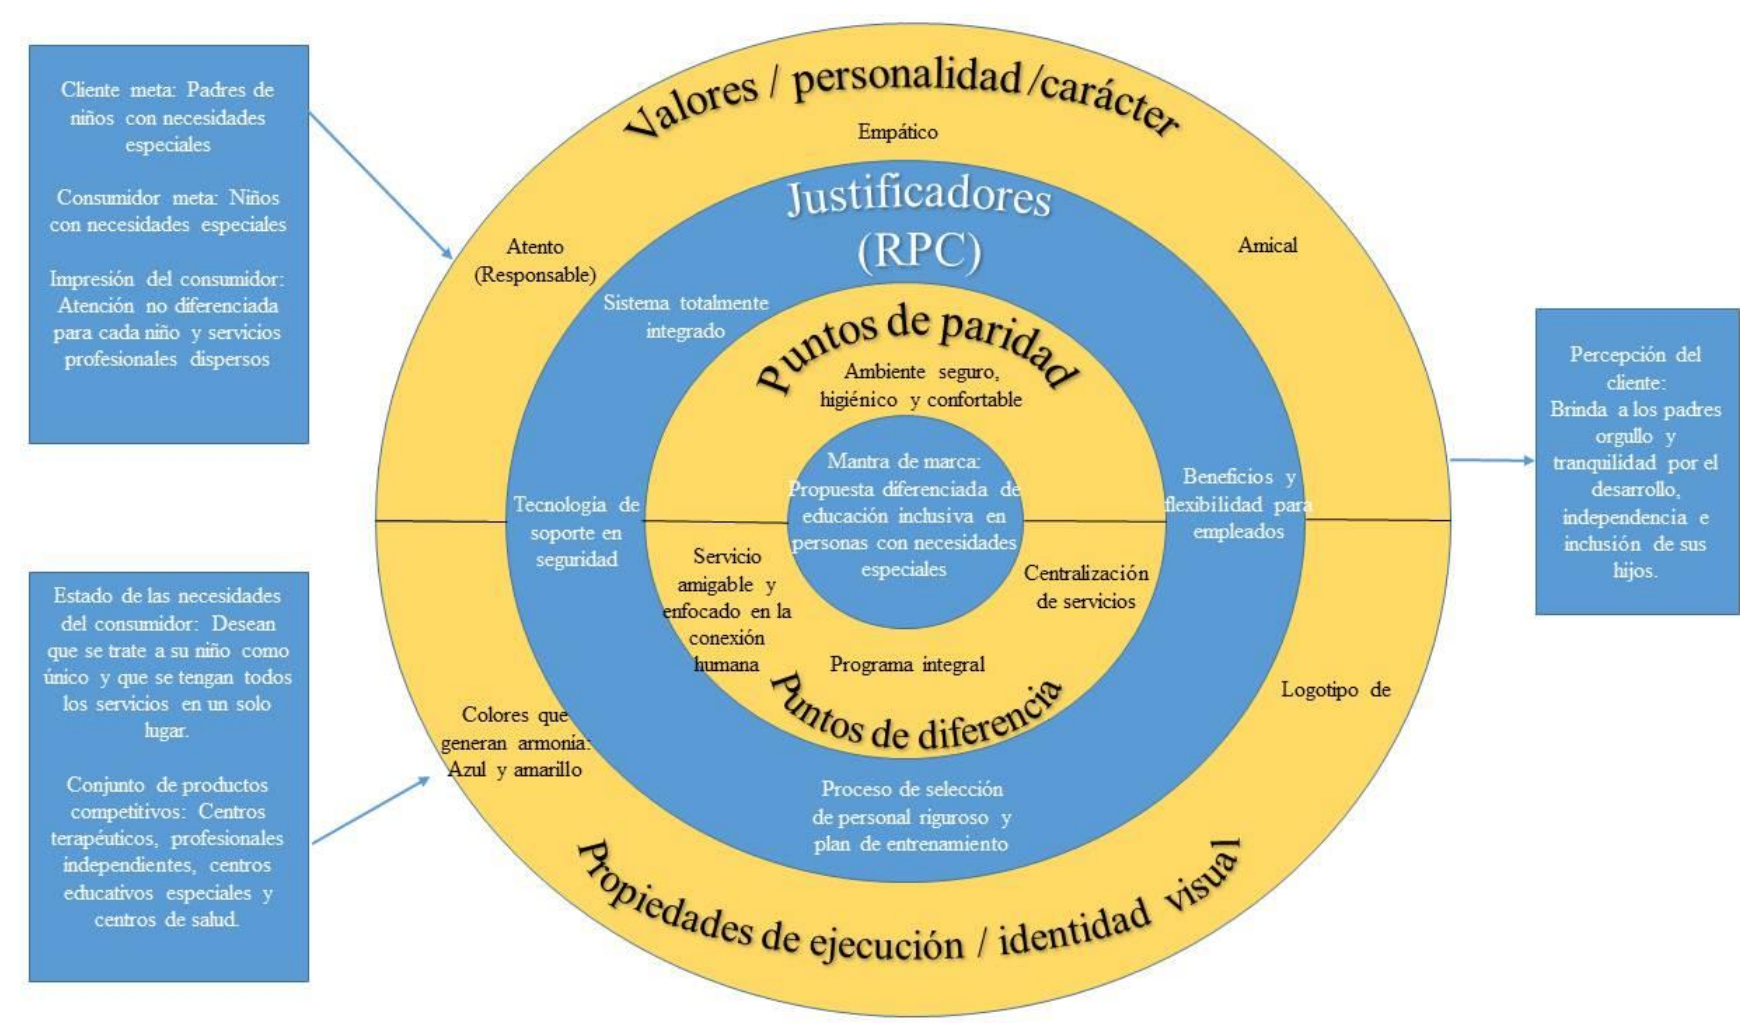 Cliente meta: Padres de
niños con necesidades
especiales
Consumidor meta: Niños
con necesidades especiales
Impresión del consumidor:
Atención no diferenciada
para cada niño y servicios
profesionales dispersos
Estado de las necesidades
del consumidor: Desean
que se trate a su niño como
único y que se tengan todos
los servicios en un solo
lugar.
Conjunto de productos
competitivos: Centros
terapéuticos, profesionales
independientes, centros
educativos especiales y
centros de salud.
Valores / personalidad /carácter
Empático
Atento
(Responsable)
Amical
Justificadores
(RPC)
Sistema totalmente
integrado
Puntos de paridad
Ambiente seguro,
higiénico y confortable
Mantra de marca:
Propuesta diferenciada de
educación inclusiva en
personas con necesidades
especiales
Tecnología de
soporte en
seguridad
Beneficios y
flexibilidad para
empleados
Servicio
amigable y
enfocado en la
conexión
humana
Centralización
de servicios
Programa integral
Puntos de diferencia
Colores que
generan armonía:
Azul y amarillo
Logotipo de
Proceso de selección
de personal riguroso y
plan de entrenamiento
Propiedades de ejecución / identidad visual
Percepción del
cliente:
Brinda a los padres
orgullo y
tranquilidad por el
desarrollo,
independencia e
inclusión de sus
hijos.